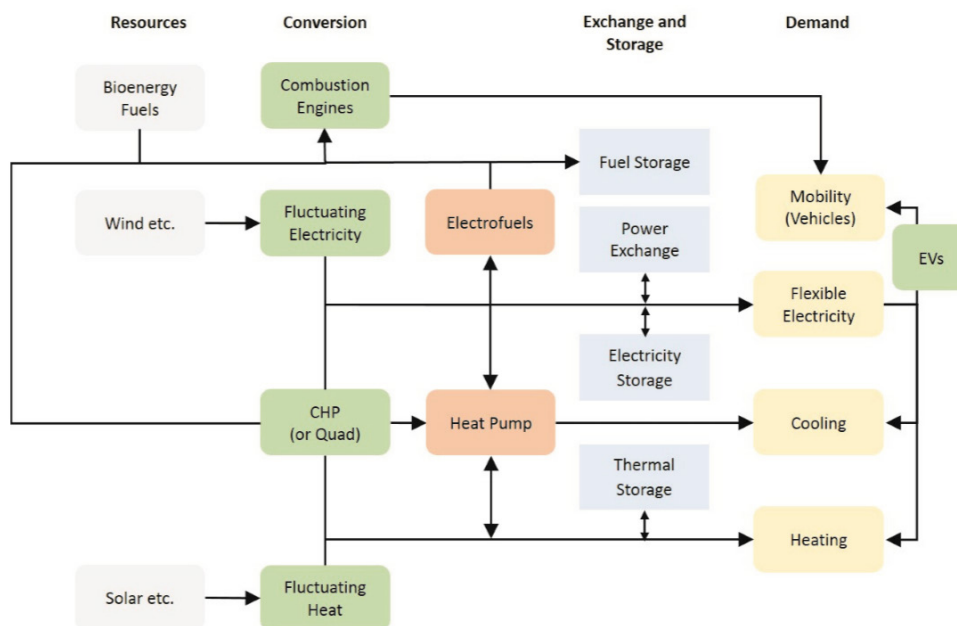 Resources
Conversion
Exchange and
Storage
Demand
Bioenergy
Fuels
Combustion
Engines
Fuel Storage
Mobility
(Vehicles)
Wind etc.
Fluctuating
Electricity
Electrofuels
Power
Exchange
EVs
Flexible
Electricity
Electricity
Storage
CHP
(or Quad)
Heat Pump
Cooling
Thermal
Storage
Heating
Solar etc.
Fluctuating
Heat